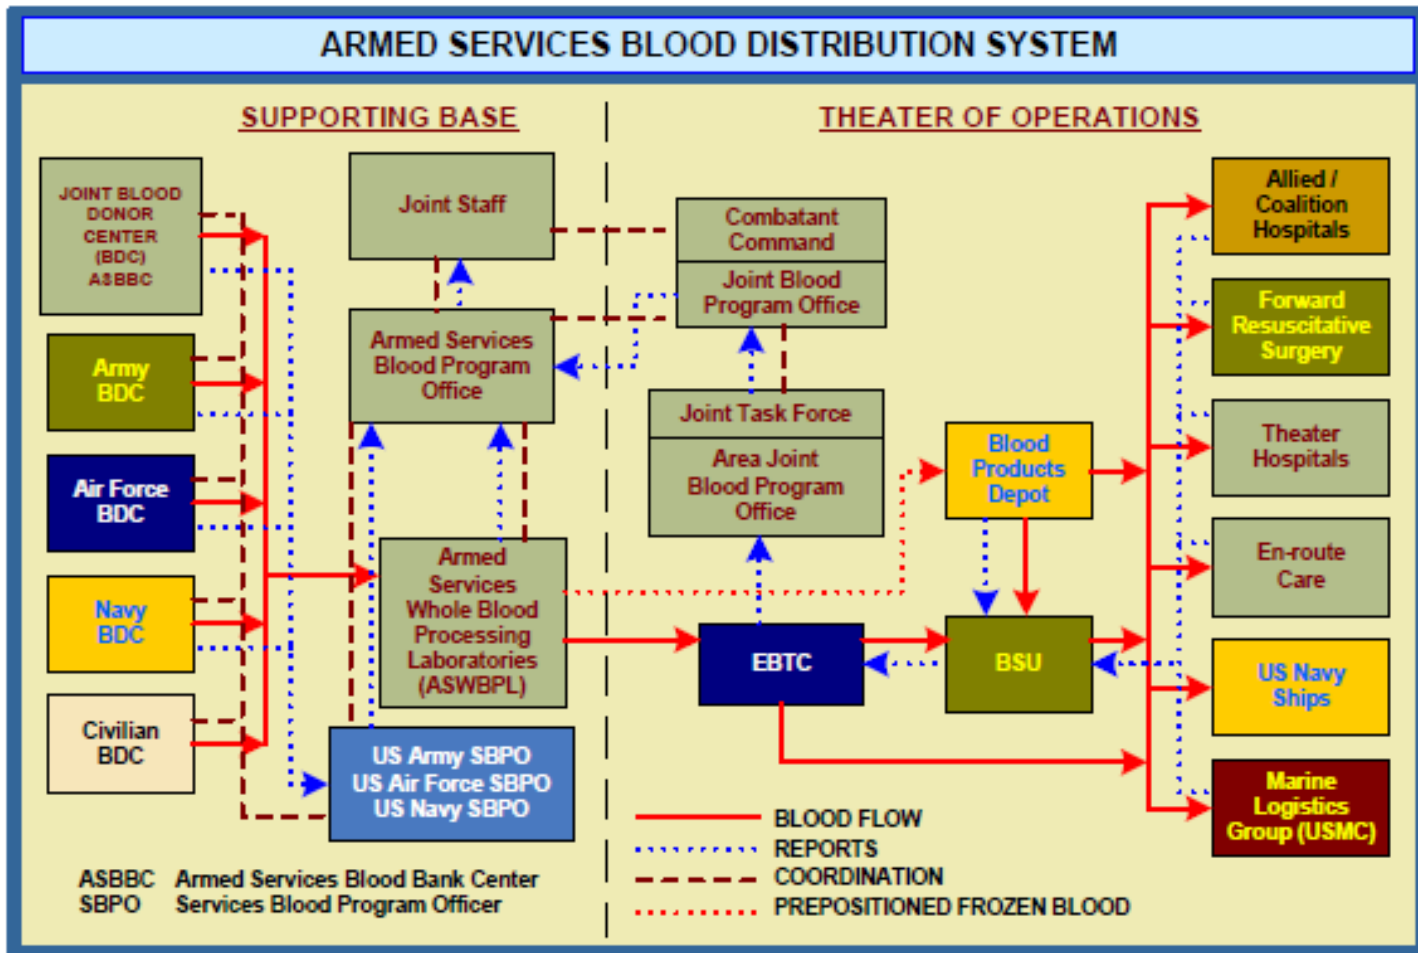 ARMED SERVICES BLOOD DISTRIBUTION SYSTEM
SUPPORTING BASE
THEATER OF OPERATIONS
JOINT BLOOD
DONOR
CENTER
(BDC)
ASBBC
Army
BDC
Air Force
BDC
Navy
BDC
Civilian
BDC
Joint Staff
Armed Services
Blood Program
Office
Armed
Services
Whole Blood
Processing
Laboratories
(ASWBPL)
US Army SBPO
US Air Force SBPO
US Navy SBPO
Combatant
Command
Joint Blood
Program Office
Joint Task Force
Area Joint
Blood Program
Office
EBTC
Blood
Products
Depot
BSU
Allied /
Coalition
Hospitals
Forward
Resuscitative
Surgery
Theater
Hospitals
En-route
Care
US Navy
Ships
Marine
Logistics
Group (USMC)
BLOOD FLOW
REPORTS
COORDINATION
PREPOSITIONED FROZEN BLOOD
ASBBC Armed Services Blood Bank Center
SBPO Services Blood Program Officer